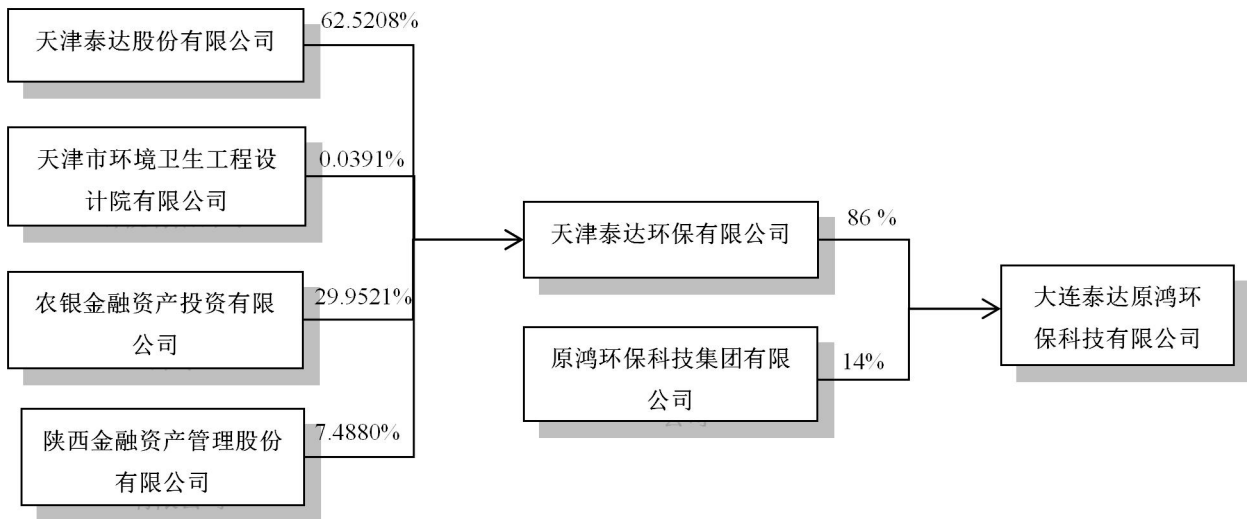 62.5208%
天津泰达股份有限公司
天津市环境卫生工程设
计院有限公司
0.0391%
农银金融资产投资有限
公司
29.9521%
陕西金融资产管理股份
有限公司
7.4880%
天津泰达环保有限公司
86 %
原鸿环保科技集团有限
公司
14%
大连泰达原鸿环
保科技有限公司